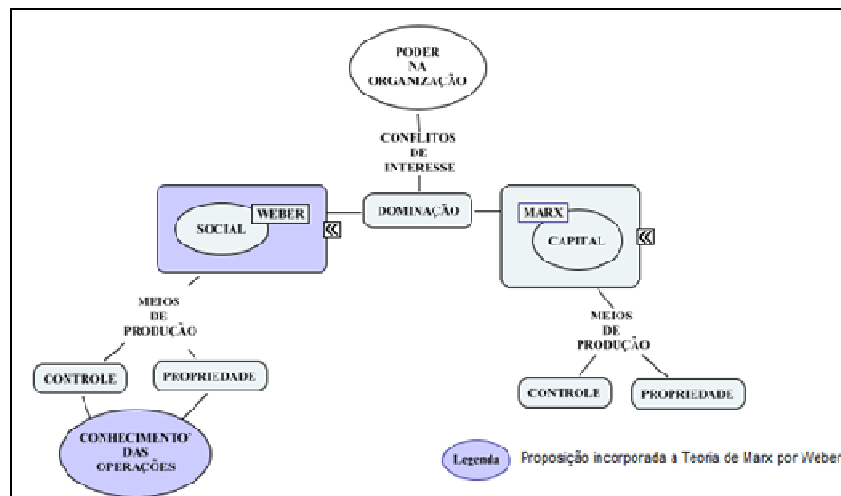 PODER
NA
ORGANIZAÇÃO
CONFLITOS
DE
INTERESSE
WEBER
SOCIAL
DOMINAÇÃO
MARX
CAPITAL
MEIOS
DE
PRODUÇÃO
CONTROLE
PROPRIEDADE
CONHECIMENTO
DAS
OPERAÇÕES
MEIOS
DE
PRODUÇÃO
CONTROLE
PROPRIEDADE
Legenda
Proposição incorporada a Teoria de Marx por Weber